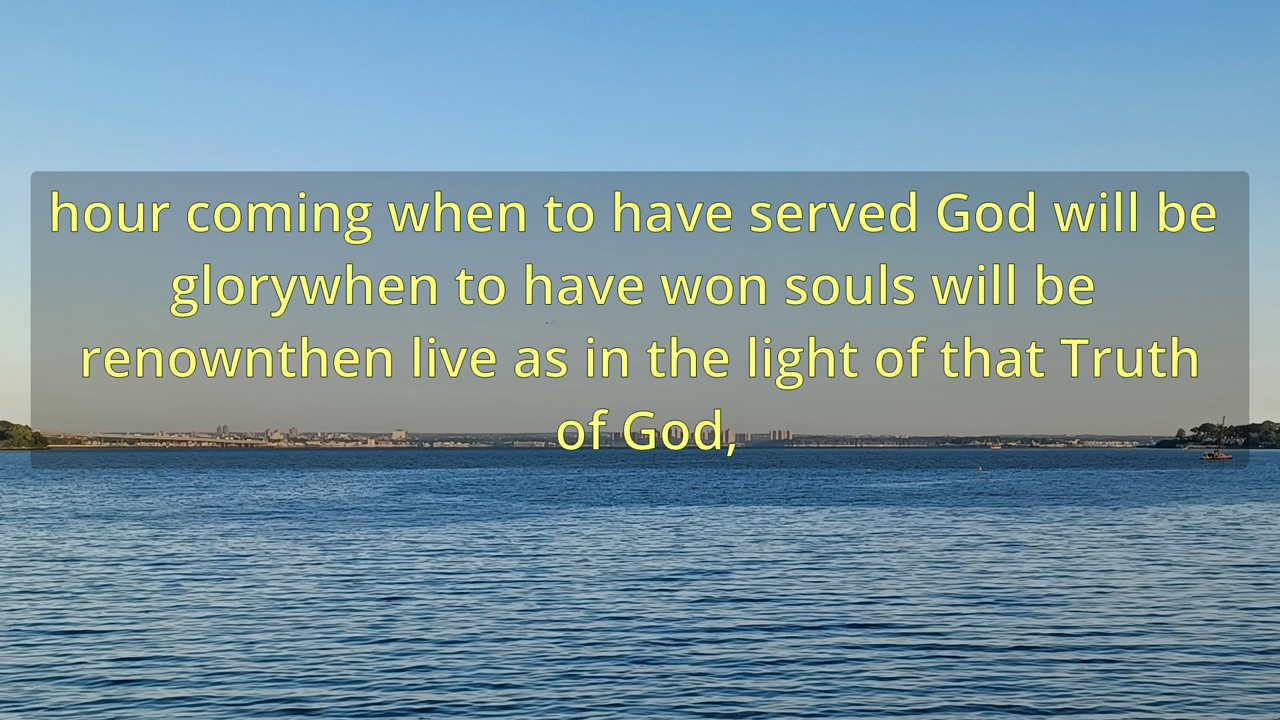 hour coming when to have served God will be
glorywhen to have won souls will be
renownthen live as in the light of that Truth
of God,